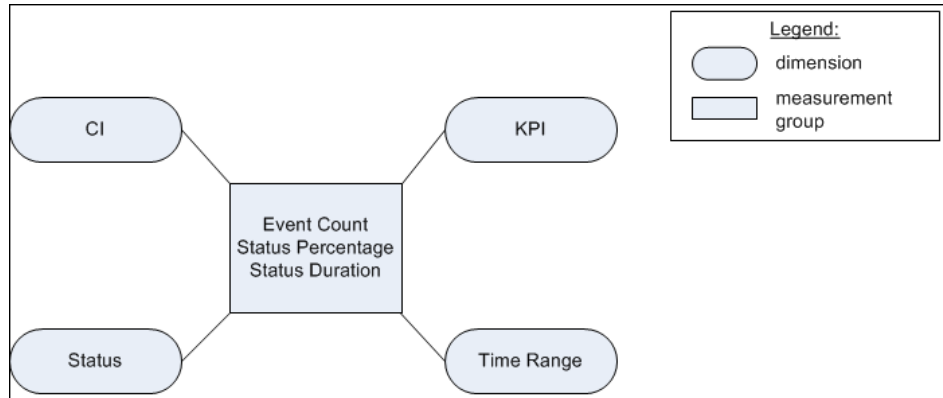 Legend:
dimension
measurement
group
CI
KPI
Event Count
Status Percentage
Status Duration
Status
Time Range